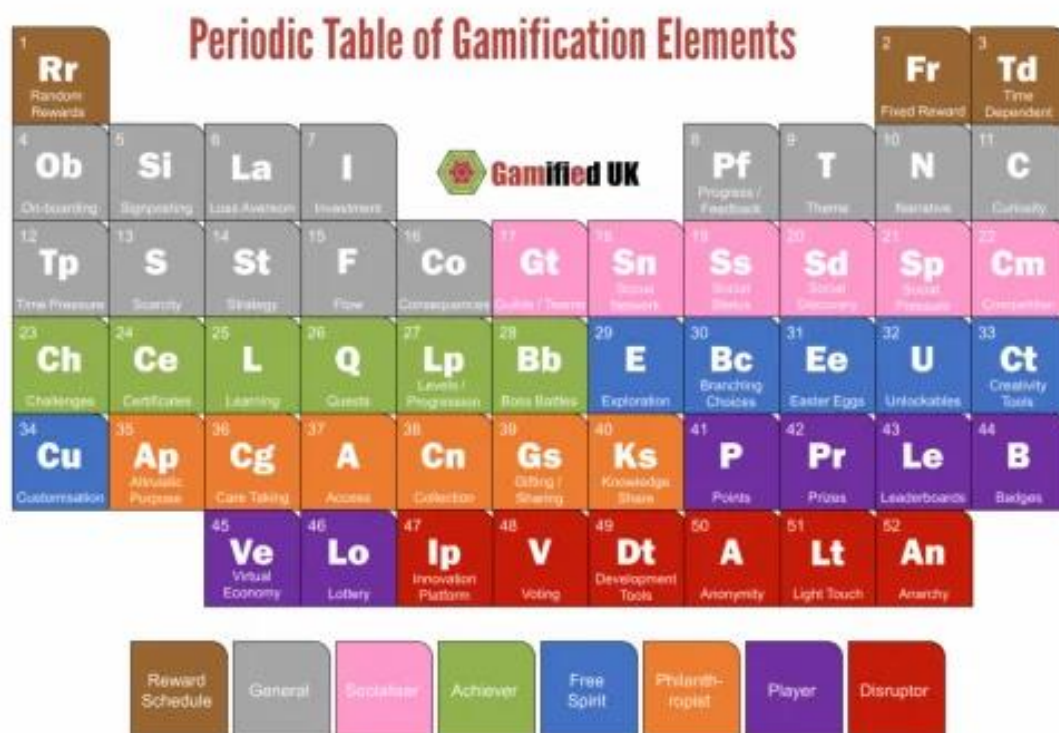 Periodic Table of Gamification Elements
1
Rr
Random
Rewards
2
Fr
Fixed Reward
3
Td
Time
Dependent
4
Ob
On-boarding
5
Si
Signposting
6
La
Loss Aversion
7
I
Investment
Gamified UK
8
Pf
Progress /
Feedback
9
T
Theme
10
N
Narrative
11
C
Curiosity
12
Tp
Time Pressure
13
S
Scarcity
14
St
Strategy
15
F
Flow
16
Co
Consequences
17
Gt
Guilds / Teams
18
Sn
Social
Network
19
Ss
Social
Status
20
Sd
Social
Discovery
21
Sp
Social
Pressure
22
Cm
Competition
23
Ch
Challenges
24
Ce
Certificates
25
L
Learning
26
Q
Quests
27
Lp
Levels /
Progression
28
Bb
Boss Battles
29
E
Exploration
30
Bc
Branching
Choices
31
Ee
Easter Eggs
32
U
Unlockables
33
Ct
Creativity
Tools
34
Cu
Customisation
35
Ap
Altruistic
Purpose
36
Cg
Care Taking
37
A
Access
38
Cn
Collection
39
Gs
Gifting /
Sharing
40
Ks
Knowledge
Share
41
P
Points
42
Pr
Prizes
43
Le
Leaderboards
44
B
Badges
45
Ve
Virtual
Economy
46
Lo
Lottery
47
Ip
Innovation
Platform
48
V
Voting
49
Dt
Development
Tools
50
A
Anonymity
51
Lt
Light Touch
52
An
Anarchy
Reward
Schedule
General
Socialiser
Achiever
Free
Spirit
Philanth-
ropist
Player
Disruptor